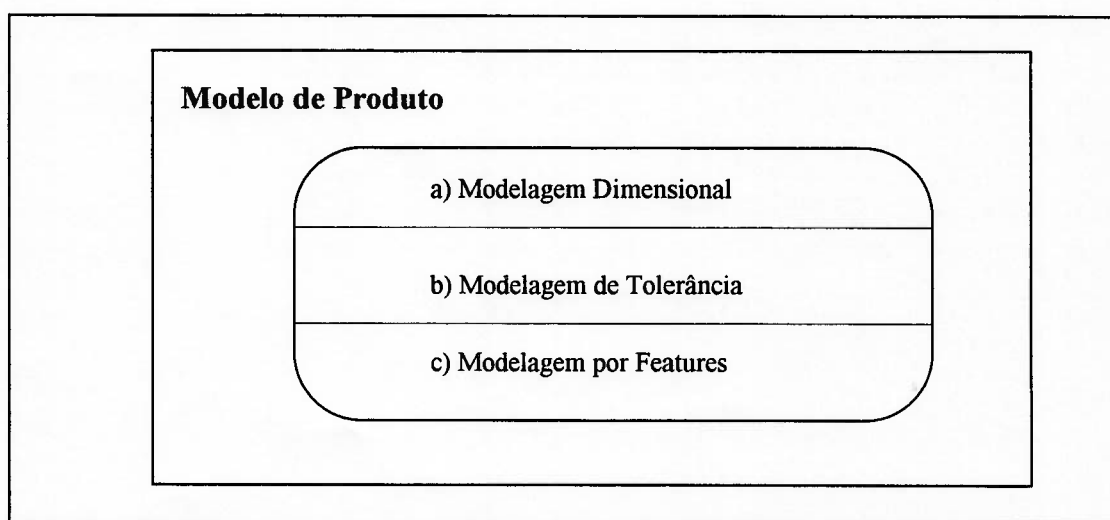 Modelo de Produto
a) Modelagem Dimensional
b) Modelagem de Tolerância
c) Modelagem por Features